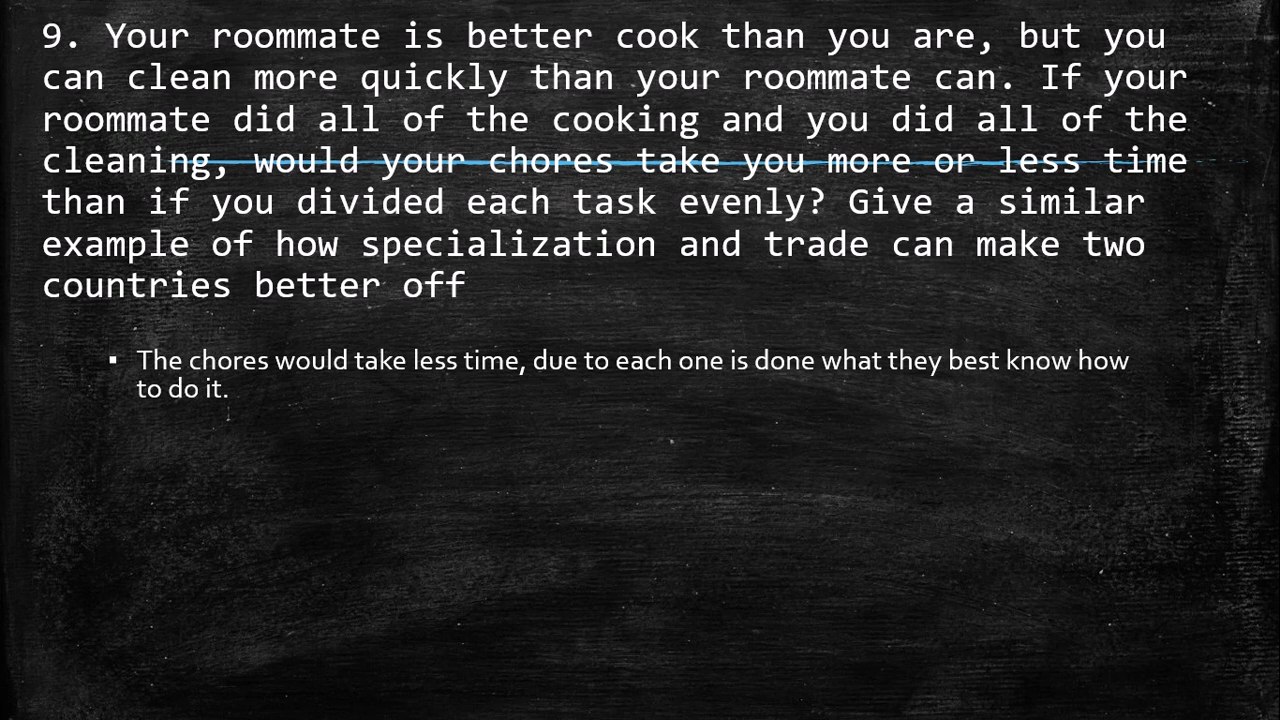 9. Your roommate is better cook than you are, but you
can clean more quickly than your roommate can. If your
roommate did all of the cooking and you did all of the
cleaning, would your chores take you more or less time
than if you divided each task evenly? Give a similar
example of how specialization and trade can make two
countries better off
▪ The chores would take less time, due to each one is done what they best know how
to do it.